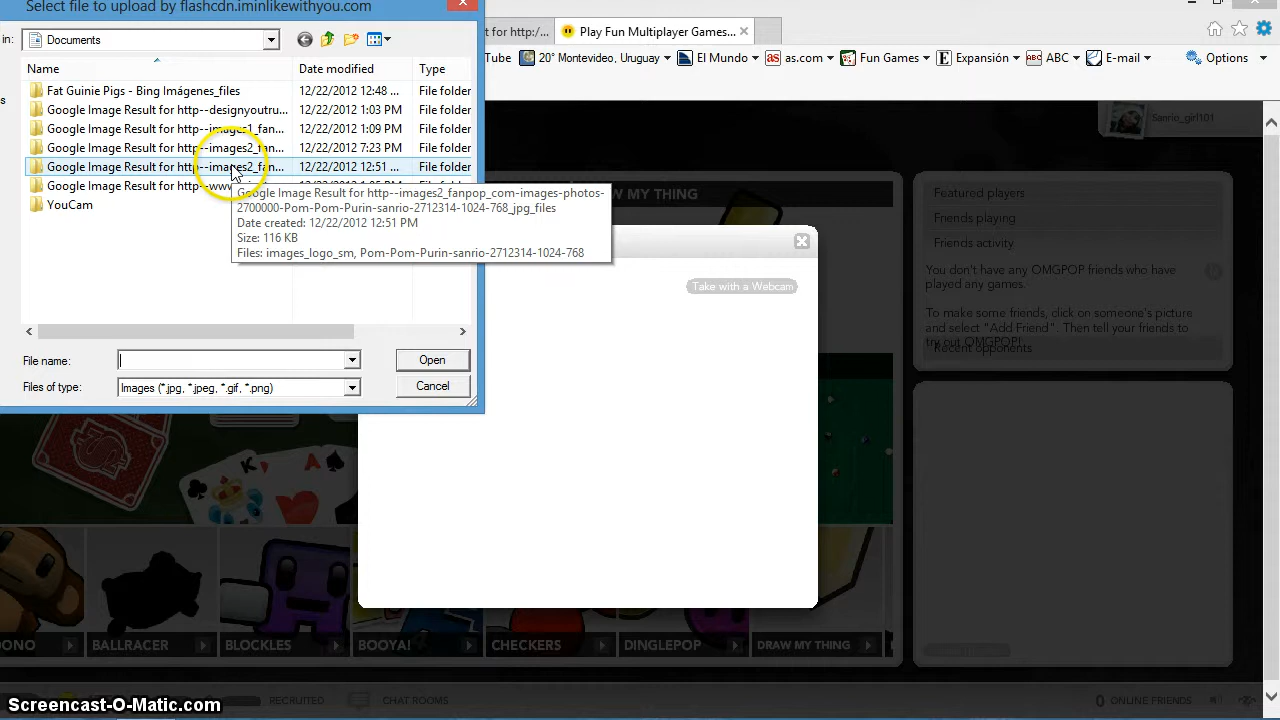 Select file to upload by flashcdn.iminlikewithyou.com
in:
Documents
t for http:/...
Play Fun Multiplayer Games...
Tube
20° Montevideo, Uruguay
El Mundo
as.com
Fun Games
Expansión
ABC
E-mail
Options
Name
Date modified
Type
Fat Guinie Pigs - Bing Imágenes_files
12/22/2012 12:48 ...
File folder
Google Image Result for http--designyoutru...
12/22/2012 1:03 PM
File folder
Google Image Result for http--images1_fan...
12/22/2012 1:09 PM
File folder
Google Image Result for http--images2_fan...
12/22/2012 7:23 PM
File folder
Google Image Result for http--images2_fan...
12/22/2012 12:51 ...
File folder
Google Image Result for http--www
File folder
YouCam
Google Image Result for http--images2_fanpop_com-images-photos-
2700000-Pom-Pom-Purin-sanrio-2712314-1024-768_jpg_files
Date created: 12/22/2012 12:51 PM
Size: 116 KB
Files: images_logo_sm, Pom-Pom-Purin-sanrio-2712314-1024-768
File name:
Open
Files of type:
Images (*.jpg, *.jpeg, *.gif, *.png)
Cancel
Sanrio_girl101
MY THING
Take with a Webcam
Featured players
Friends playing
Friends activity
You don't have any OMGPOP friends who have
played any games.
To make some friends, click on someone's picture
and select "Add Friend". Then tell your friends to
try out OMGPOP!
Recent opponents
K
A
ONO
BALLRACER
BLOCKLES
BOOYA!
CHECKERS
DINGLEPOP
DRAW MY THING
RECRUITED
CHAT ROOMS
0 ONLINE FRIENDS
Screencast-O-Matic.com